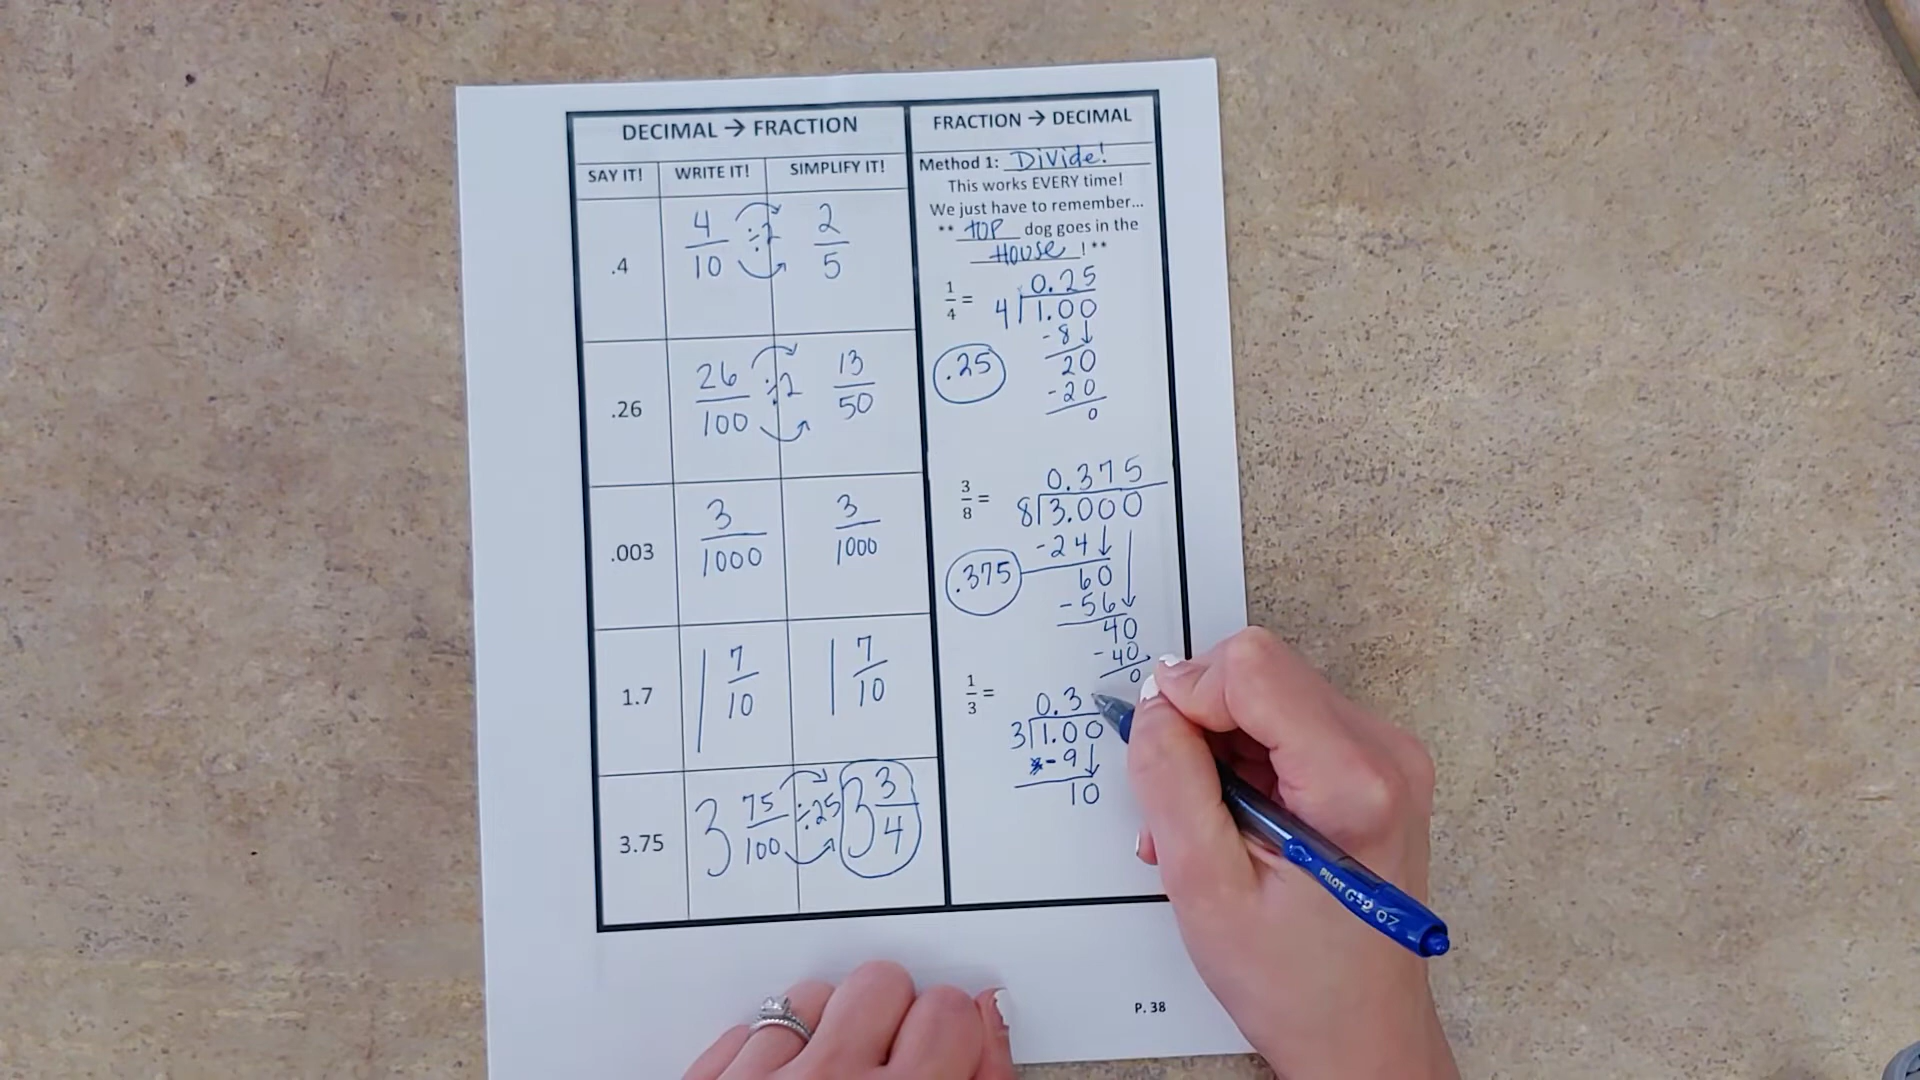 DECIMAL → FRACTION
SAY IT! WRITE IT! SIMPLIFY IT!
.4 4/10 ÷2 2/5
.26 26/100 ÷2 13/50
.003 3/1000 3/1000
1.7 1 7/10 1 7/10
3.75 3 75/100 ÷25 3 3/4
FRACTION → DECIMAL
Method 1: Divide!
This works EVERY time!
We just have to remember...
** TOP dog goes in the
House !**
0.25
1/4 = 4 1.00
-8
.25 20
-20
0
0.375
3/8 = 8 3.000
-24
.375 60
-56
40
-40
0
1/3 = 0.3
3 1.00
-9
10
PILOT G-2 07
P. 38